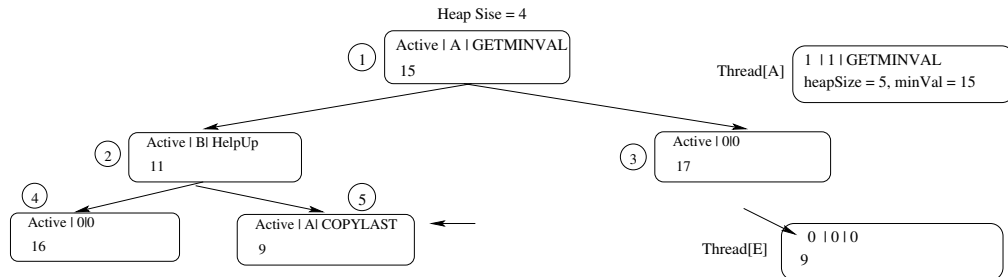 Heap Sise = 4
1
Active | A | GETMINVAL
15
Thread[A]
1 | 1 | GETMINVAL
heapSize = 5, minVal = 15
2
Active | B| HelpUp
11
3
Active | 0|0
17
4
Active | 0|0
16
5
Active | A| COPYLAST
9
Thread[E]
0 | 0 | 0
9